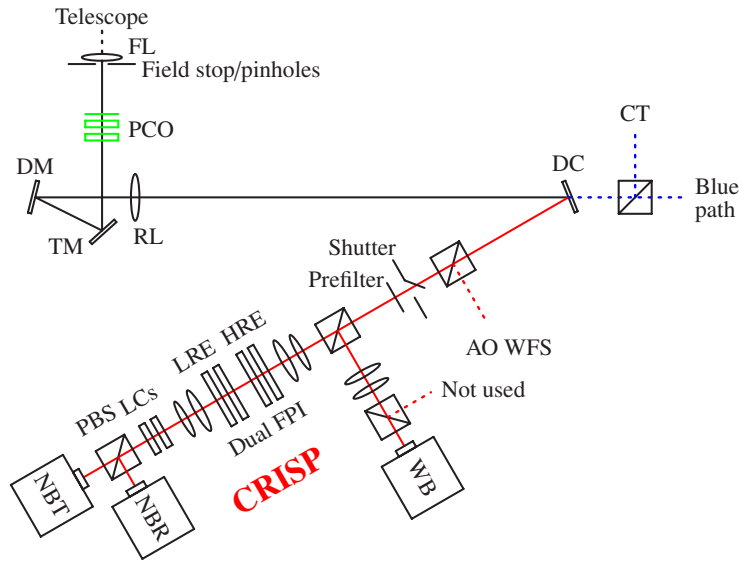 Telescope
FL
Field stop/pinholes
PCO
CT
DM
DC
Blue
path
TM
RL
Shutter
Prefilter
AO WFS
HRE
LRE
Not used
PBS LCs
Dual FPI
CRISP
WB
NBT
NBR